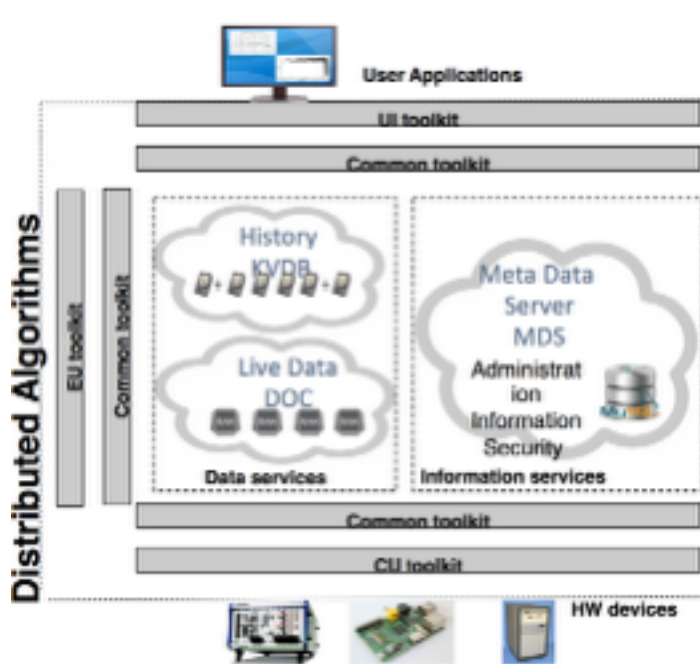 User Applications
UI toolkit
Common toolkit
Distributed Algorithms
EU toolkit
Common toolkit
History
KVDB
Live Data
DOC
Data services
Meta Data
Server
MDS
Administrat
ion
Information
Security
Information services
Common toolkit
CU toolkit
HW devices